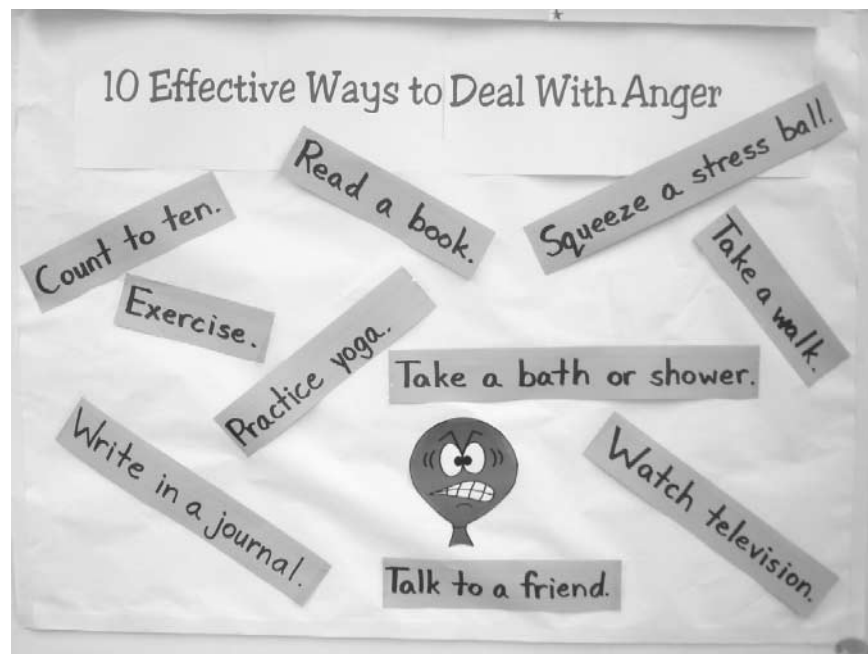 10 Effective Ways to Deal With Anger
Read a book.
Squeeze a stress ball.
Count to ten.
Take a walk.
Exercise.
Practice yoga.
Take a bath or shower.
Write in a journal.
Watch television.
Talk to a friend.